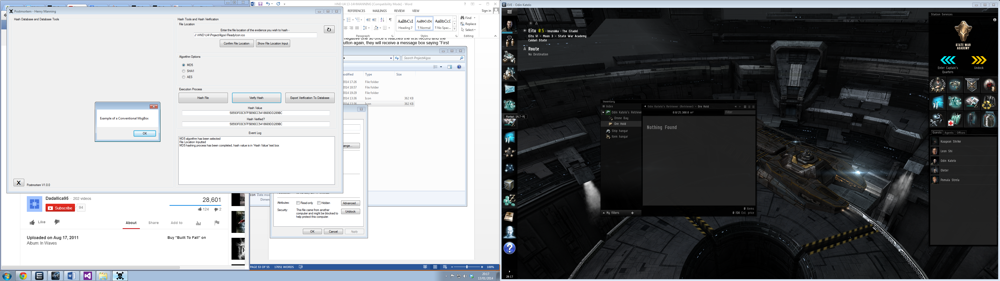 Postmortem - Henry Manning
Hash Database and Database Tools
Hash Tools and Hash Verification
File Location
Enter the file location of the evidence you wish to hash -
J:\HND\U4\ProjectAlgos\ReadyIcon.ico
Confirm File Location
Show File Location Input
Algorithm Options
MD5
SHA1
AES
Execution Process
Hash File
Verify Hash
Export Verification To Database
Hash Value
58593F03C97F5B90CC5418669DD289BC
Hash Verified?
58593F03C97F5B90CC5418669DD289BC
Event Log
MD5 algorithm has been selected
File Location Inputted
MD5 hashing process has been completed, hash value is in 'Hash Value' text box
Example of a Conventional MsgBox
OK
X
Postmortem V1.0.0
Dadallica95 · 202 videos
Subscribe
94
28,601
124
2
Like
About
Share
Add to
Uploaded on Aug 17, 2011
Buy "Built To Fall" on
Album: In Waves
HND U4 13-14HMANNING [Compatibility Mode] - Word
REFERENCES
MAILINGS
REVIEW
VIEW
Sign in
AaBbCcI
AaBbCcDc
AaBbCcI
Heading 7
¶ Normal
¶ No Spac...
Find
Replace
Select
Paragraph
Styles
Editing
negative one so once it reaches the first record and the
utton again, they will receive a message box saying "First
Search ProjectAlgos
odified
Type
Size
2014 17:26
File folder
2014 18:57
File folder
2014 19:29
File folder
2014 13:36
Icon
362 KB
2014 13:36
Icon
362 KB
ange...
con
Date mod
Dimen
Attributes:
Read-only
Hidden
Advanced...
Security:
This file came from another
computer and might be blocked to
help protect this computer.
Unblock
OK
Cancel
Apply
PAGE 53 OF 55
17051 WORDS
100%
20:17
13/01/2014
EVE - Odin Katelo
Eitu 0.5 ‹ Imurukka ‹ The Citadel
Eitu VI - Moon 3 - State War Academy
Caldari State
Route
No Destination
Market [ALT-R]
Inventory
Index
Odin Katelo's Retrieve
Drone Bay
Ore Hold
Ship hangar
Item hangar
Odin Katelo's Retriever (Retriever) › Ore Hold
0.0/25,300.0 m³
Filter
Nothing Found
My filters
0 Items
0 ISK Est. price
20:17
Station Services
STATE WAR
ACADEMY
Enter Captain's
Quarters
Undock
Guests
Agents
Offices
Kaayvan Shrike
Leon Shi
Odin Katelo
Oleter
Pomala Strela